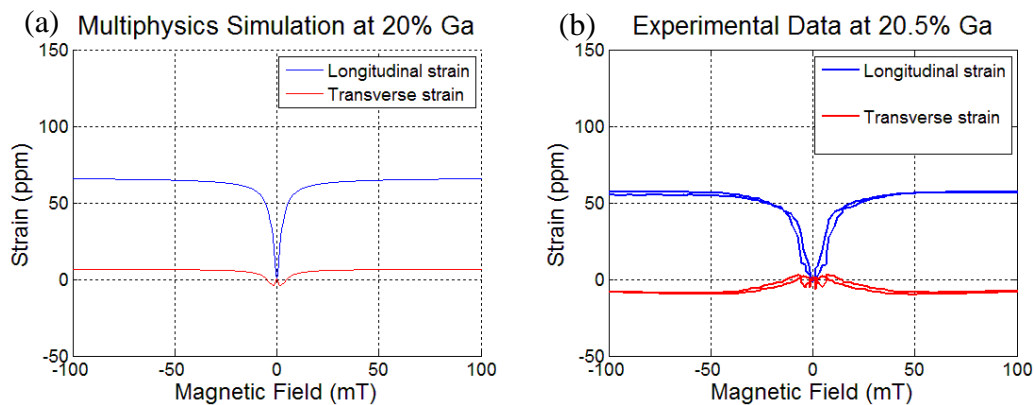 (a) Multiphysics Simulation at 20% Ga
150
100
50
0
-50
-100
-50
0
50
100
Strain (ppm)
Magnetic Field (mT)
Longitudinal strain
Transverse strain
(b) Experimental Data at 20.5% Ga
150
100
50
0
-50
-100
-50
0
50
100
Strain (ppm)
Magnetic Field (mT)
Longitudinal strain
Transverse strain